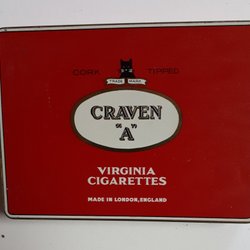 CORK TIPPED
TRADE MARK
CRAVEN
"A"
VIRGINIA
CIGARETTES
MADE IN LONDON, ENGLAND